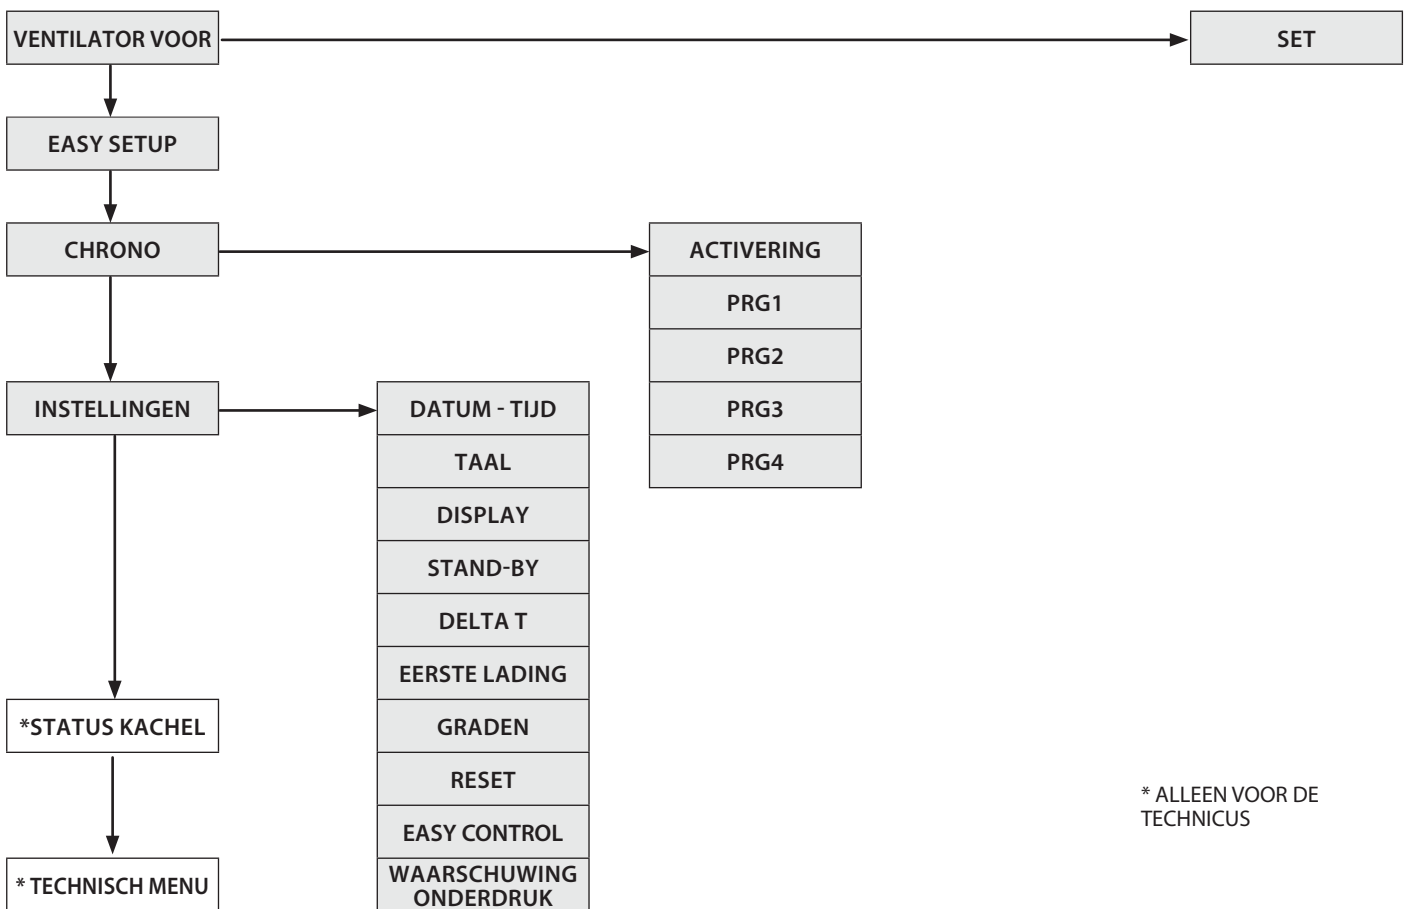 VENTILATOR VOOR
SET
EASY SETUP
CHRONO
ACTIVERING
PRG1
PRG2
PRG3
PRG4
INSTELLINGEN
DATUM - TIJD
TAAL
DISPLAY
STAND-BY
DELTA T
EERSTE LADING
GRADEN
RESET
EASY CONTROL
WAARSCHUWING
ONDERDRUK
*STATUS KACHEL
* TECHNISCH MENU
* ALLEEN VOOR DE
TECHNICUS